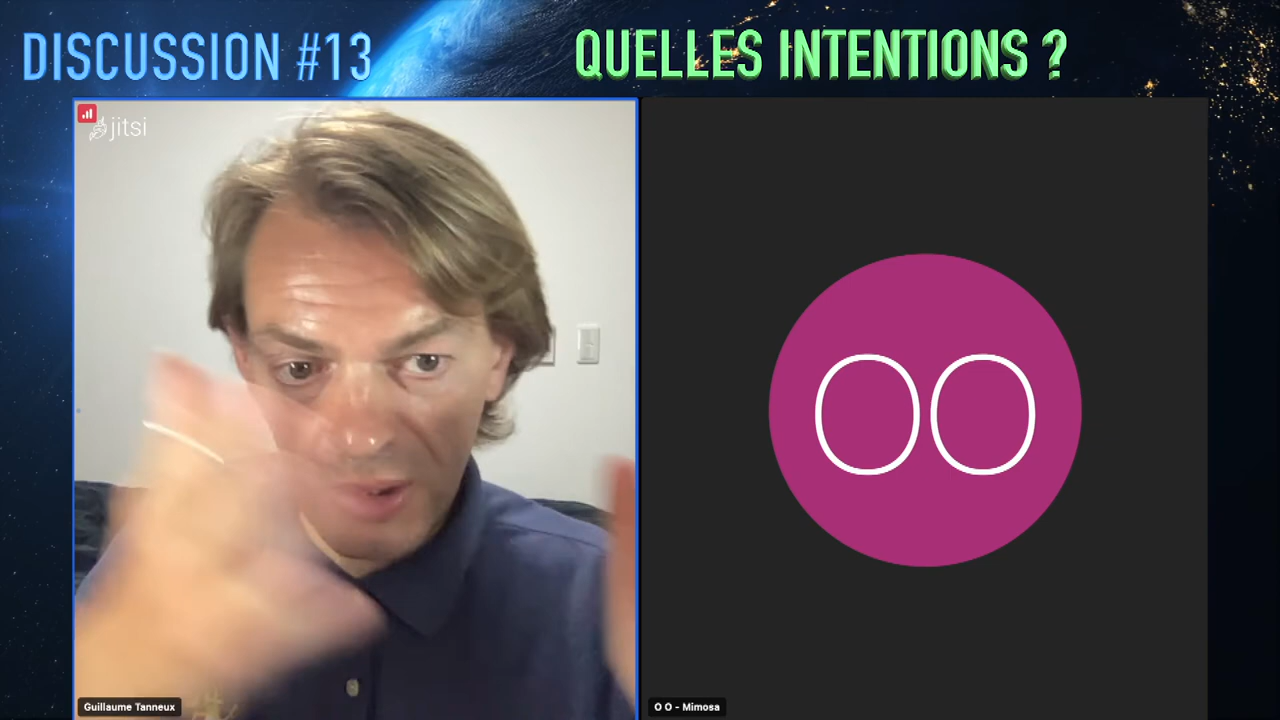 DISCUSSION #13
QUELLES INTENTIONS ?
jitsi
OO
Guillaume Tanneux
O O - Mimosa